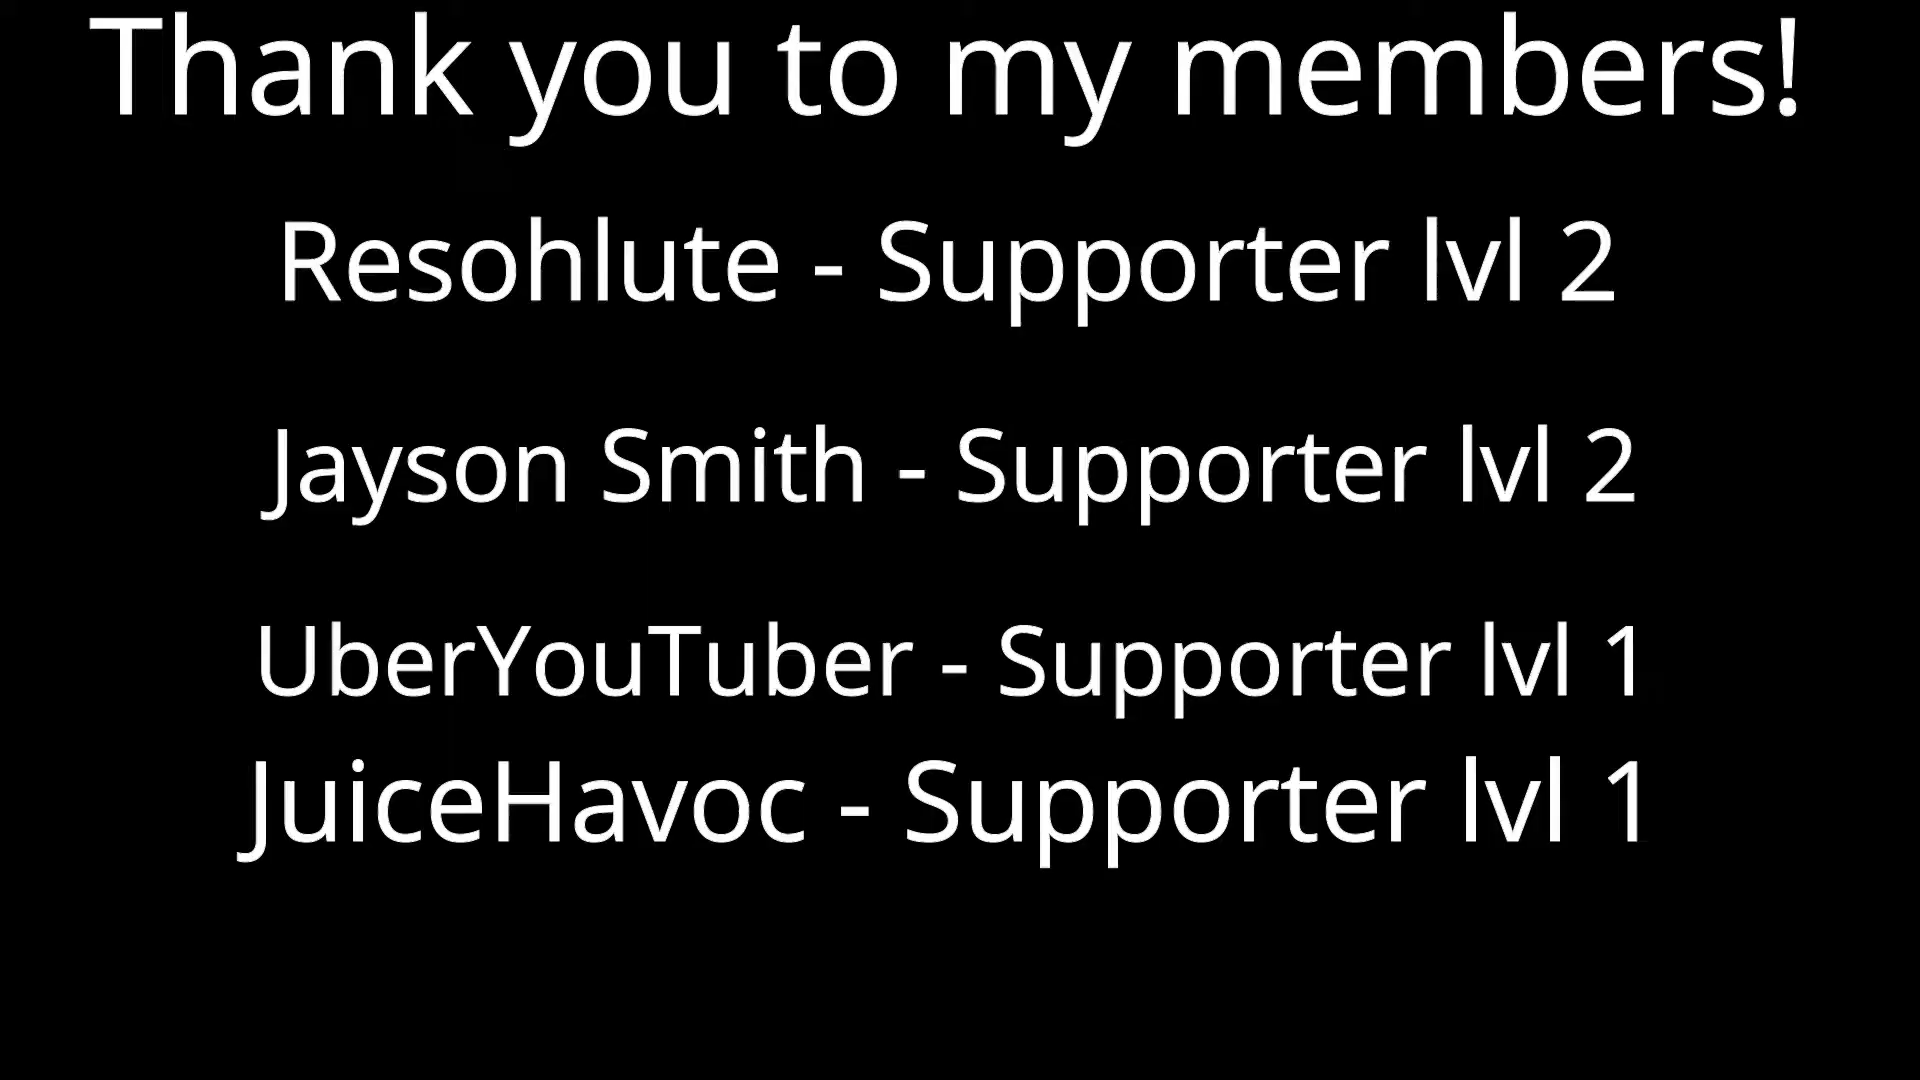 Thank you to my members!
Resohlute - Supporter lvl 2
Jayson Smith - Supporter lvl 2
UberYouTuber - Supporter lvl 1
JuiceHavoc - Supporter lvl 1